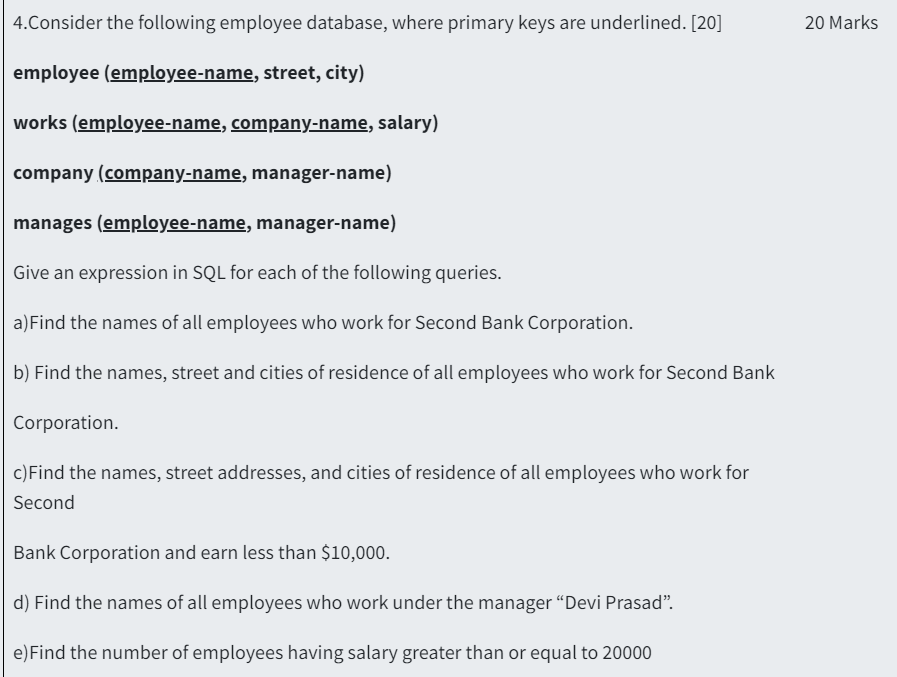 4.Consider the following employee database, where primary keys are underlined. [20] 20 Marks
employee (employee-name, street, city)
works (employee-name, company-name, salary)
company (company-name, manager-name)
manages (employee-name, manager-name)
Give an expression in SQL for each of the following queries.
a)Find the names of all employees who work for Second Bank Corporation.
b) Find the names, street and cities of residence of all employees who work for Second Bank
Corporation.
c)Find the names, street addresses, and cities of residence of all employees who work for
Second
Bank Corporation and earn less than $10,000.
d) Find the names of all employees who work under the manager “Devi Prasad”.
e)Find the number of employees having salary greater than or equal to 20000